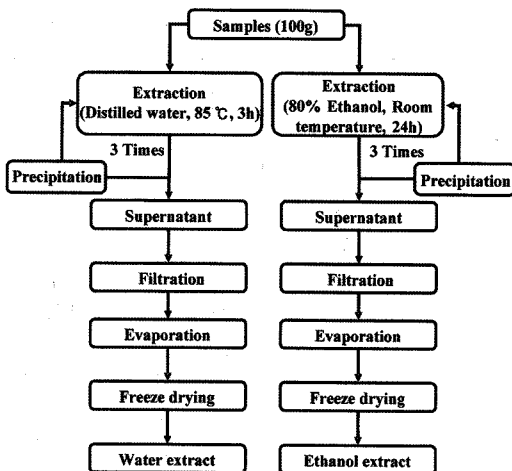 Samples (100g)
Extraction
(Distilled water, 85 ℃, 3h)
Extraction
(80% Ethanol, Room
temperature, 24h)
3 Times
3 Times
Precipitation
Precipitation
Supernatant
Supernatant
Filtration
Filtration
Evaporation
Evaporation
Freeze drying
Freeze drying
Water extract
Ethanol extract